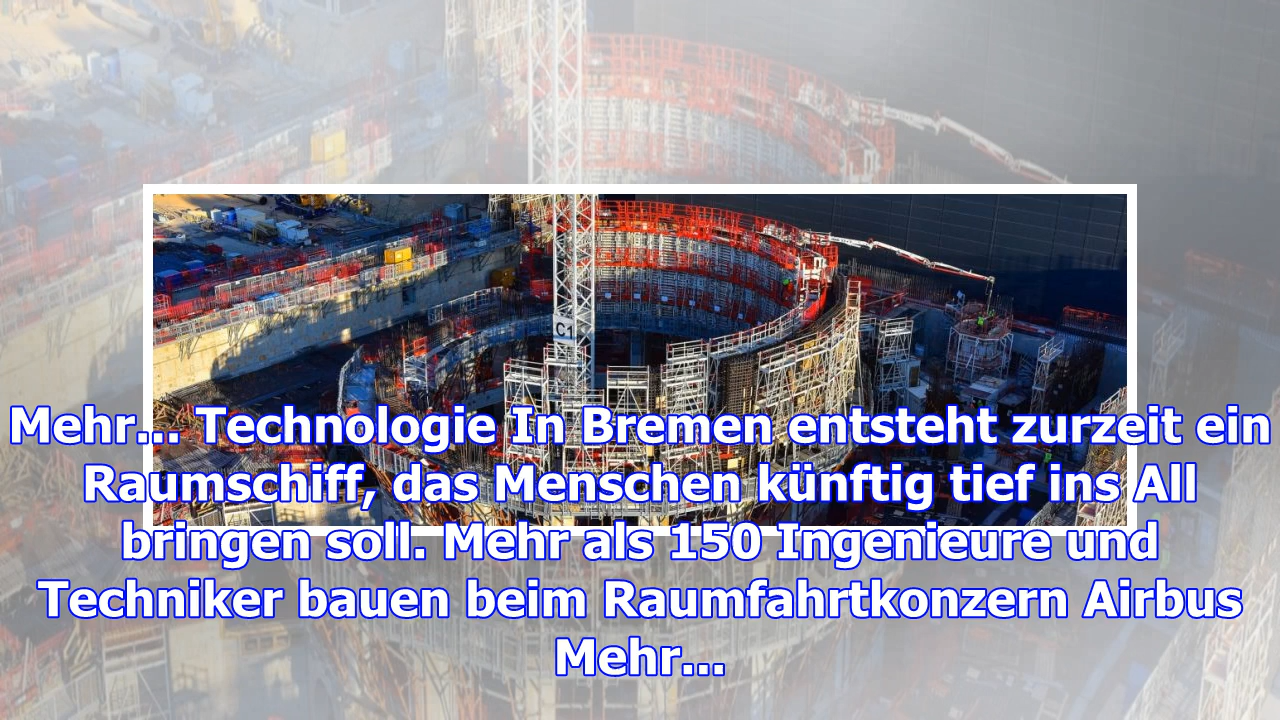 C1
Mehr... Technologie In Bremen entsteht zurzeit ein
Raumschiff, das Menschen künftig tief ins All
bringen soll. Mehr als 150 Ingenieure und
Techniker bauen beim Raumfahrtkonzern Airbus
Mehr...